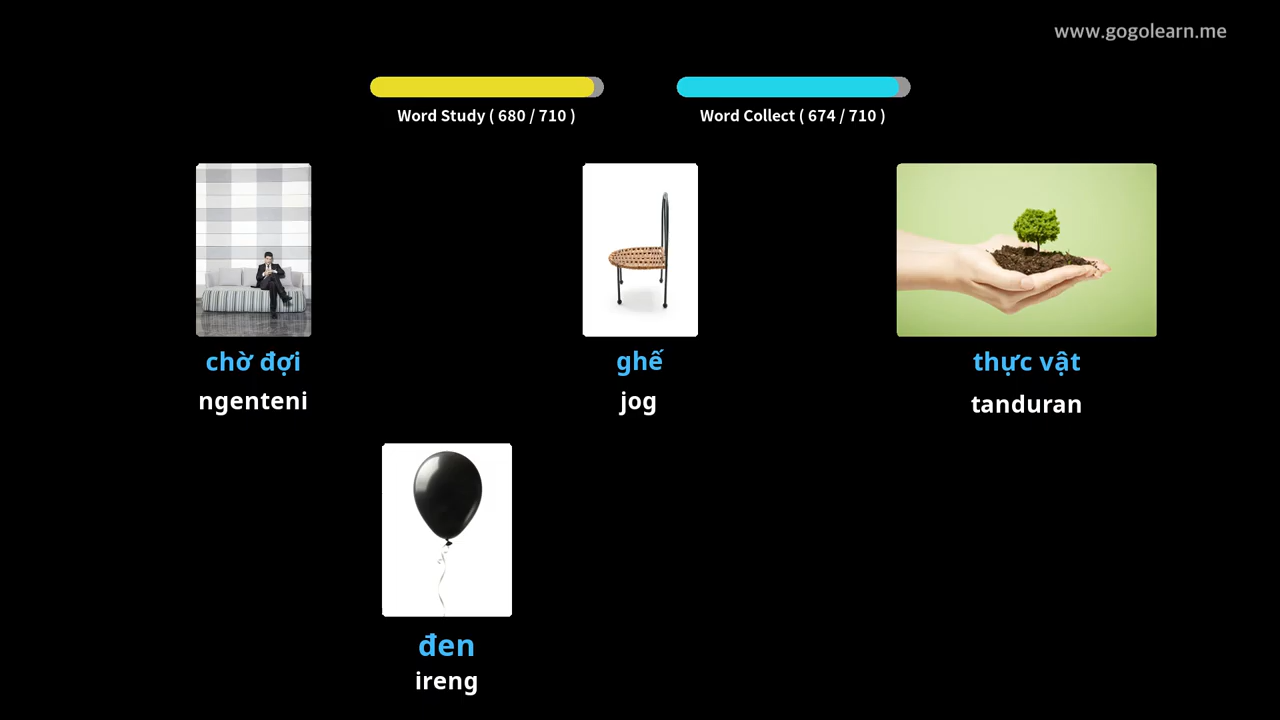 www.gogolearn.me
Word Study ( 680 / 710 )
Word Collect ( 674 / 710 )
chờ đợi
ngenteni
ghế
jog
thực vật
tanduran
đen
ireng